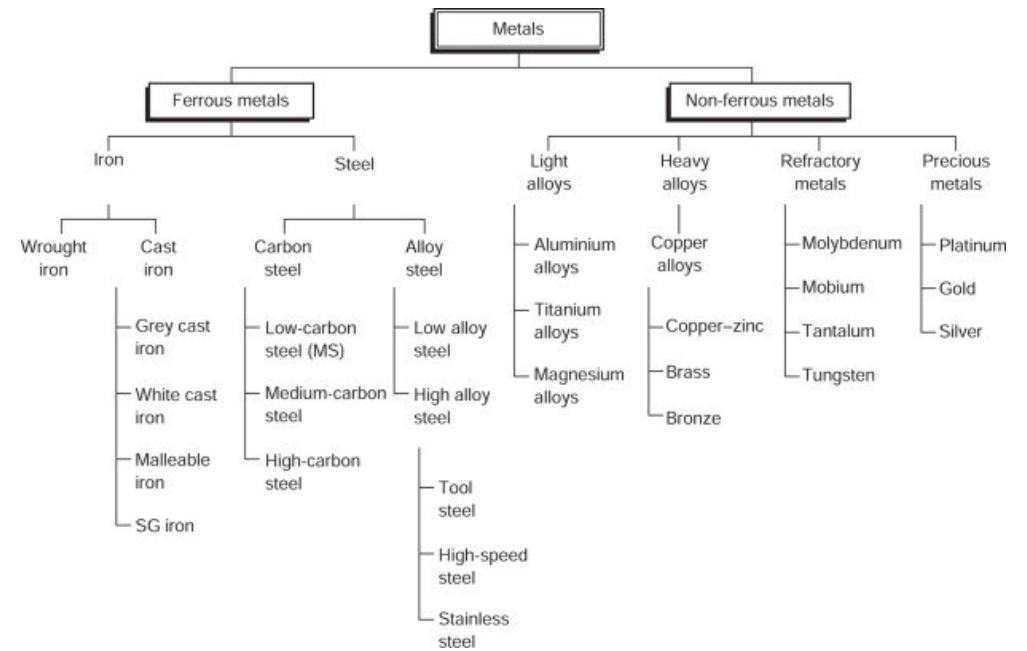 Metals
Ferrous metals
Non-ferrous metals
Iron
Steel
Light
alloys
Heavy
alloys
Refractory
metals
Precious
metals
Wrought
iron
Cast
iron
Grey cast
iron
White cast
iron
Malleable
iron
SG iron
Carbon
steel
Low-carbon
steel (MS)
Medium-carbon
steel
High-carbon
steel
Alloy
steel
Low alloy
steel
High alloy
steel
Tool
steel
High-speed
steel
Stainless
steel
Aluminium
alloys
Titanium
alloys
Magnesium
alloys
Copper
alloys
Copper–zinc
Brass
Bronze
Molybdenum
Mobium
Tantalum
Tungsten
Platinum
Gold
Silver